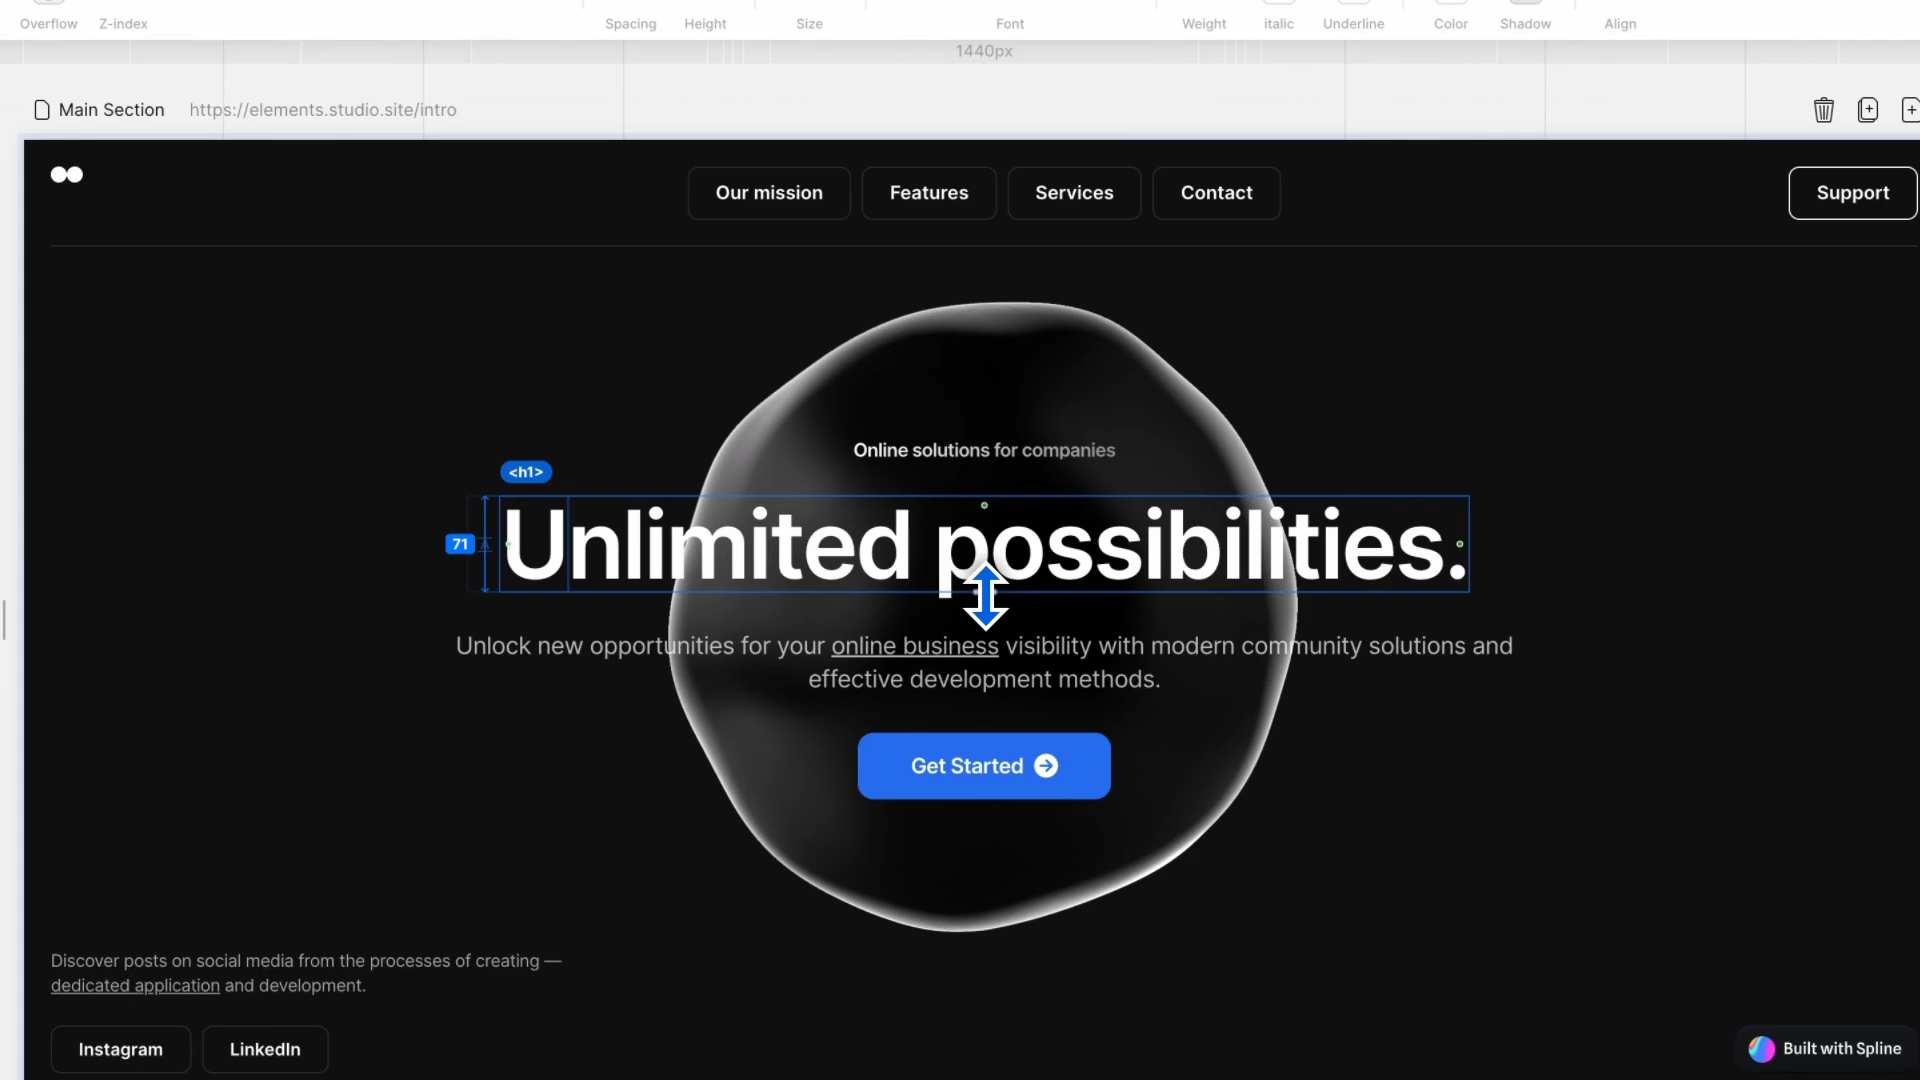 Overflow Z-index Spacing Height Size Font Weight italic Underline Color Shadow Align
1440px
Main Section https://elements.studio.site/intro
Our mission Features Services Contact Support
Online solutions for companies
<h1>
Unlimited possibilities.
71
Unlock new opportunities for your online business visibility with modern community solutions and
effective development methods.
Get Started
Discover posts on social media from the processes of creating —
dedicated application and development.
Instagram LinkedIn
Built with Spline